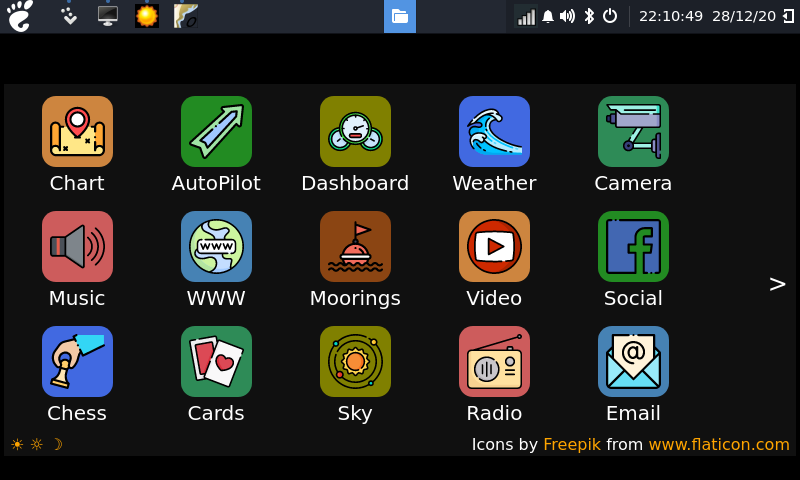 22:10:49 28/12/20
Chart AutoPilot Dashboard Weather Camera
WWW
Music WWW Moorings Video Social
>
@
Chess Cards Sky Radio Email
Icons by Freepik from www.flaticon.com